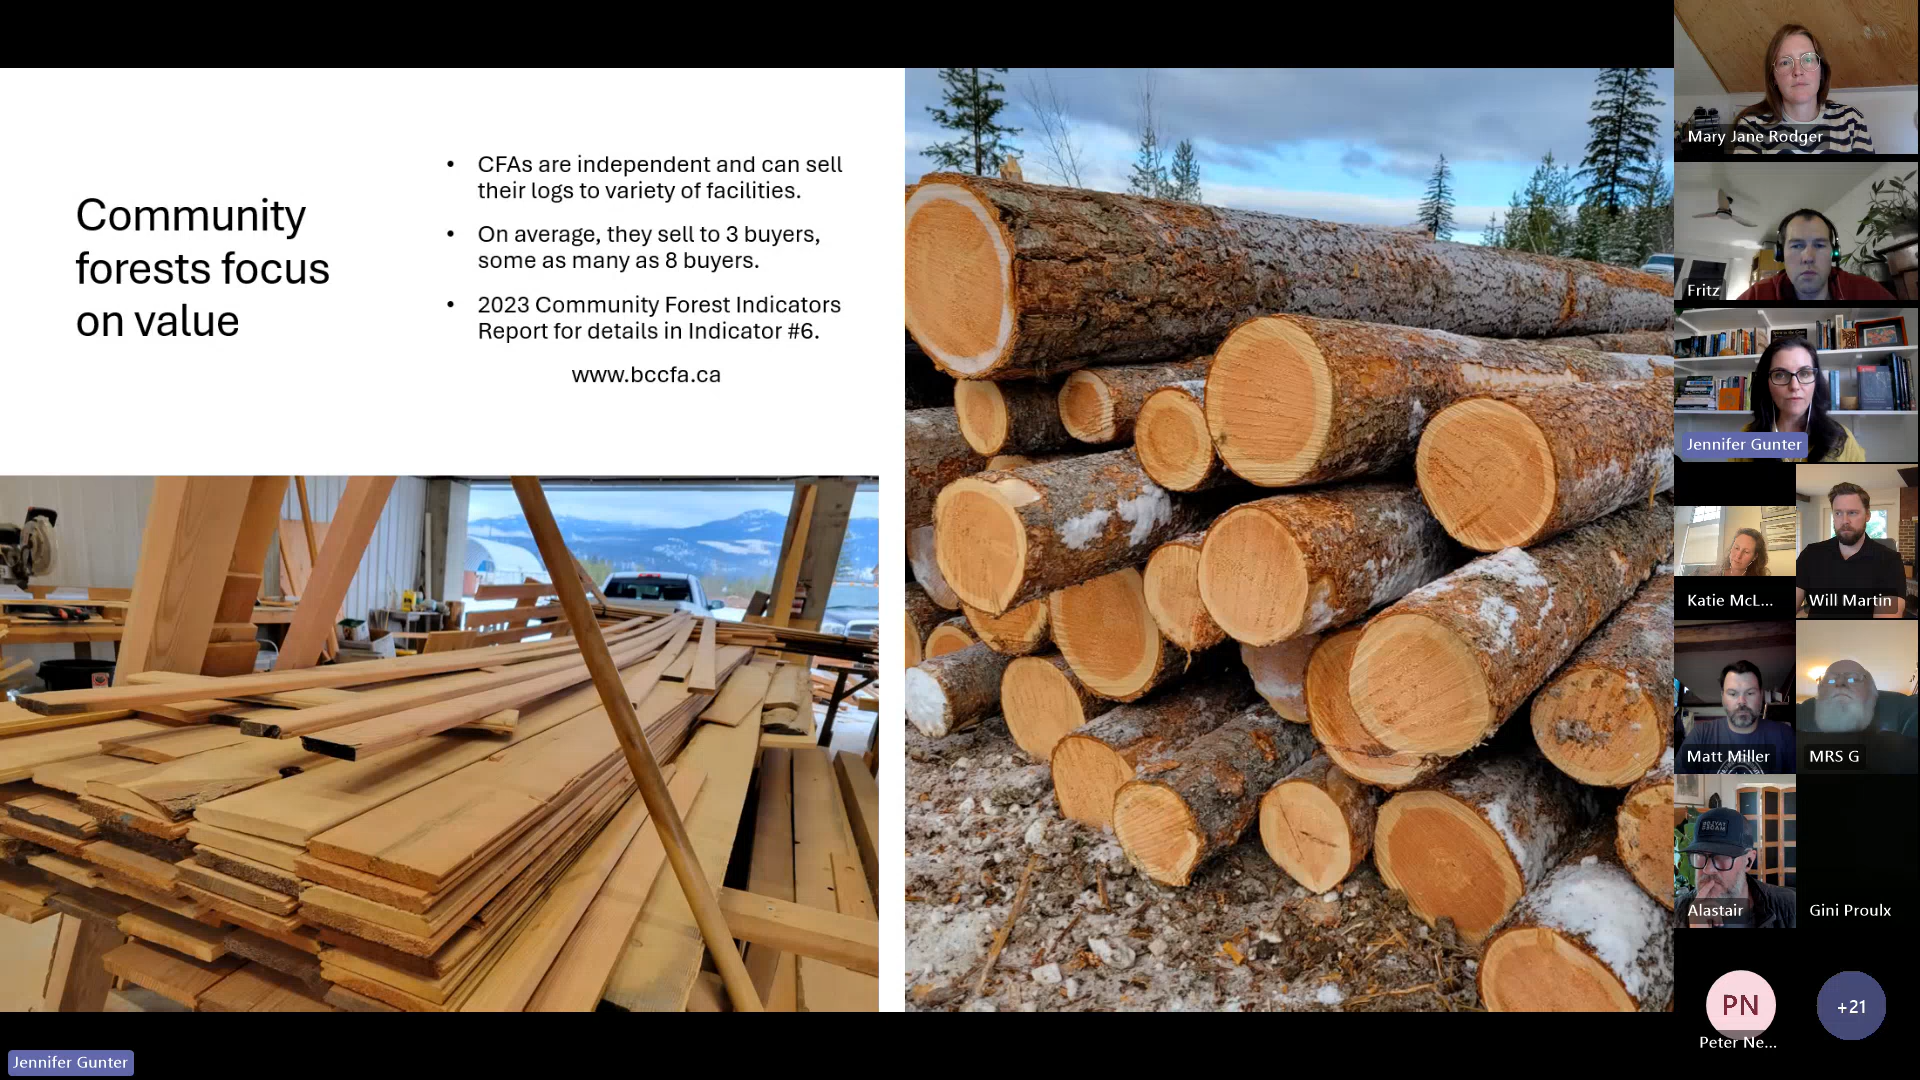 Community
forests focus
on value
• CFAs are independent and can sell
their logs to variety of facilities.
• On average, they sell to 3 buyers,
some as many as 8 buyers.
• 2023 Community Forest Indicators
Report for details in Indicator #6.
www.bccfa.ca
Mary Jane Rodger
Fritz
Jennifer Gunter
Katie McL...
Will Martin
Matt Miller
MRS G
Alastair
Gini Proulx
PN
Peter Ne...
+21
Jennifer Gunter